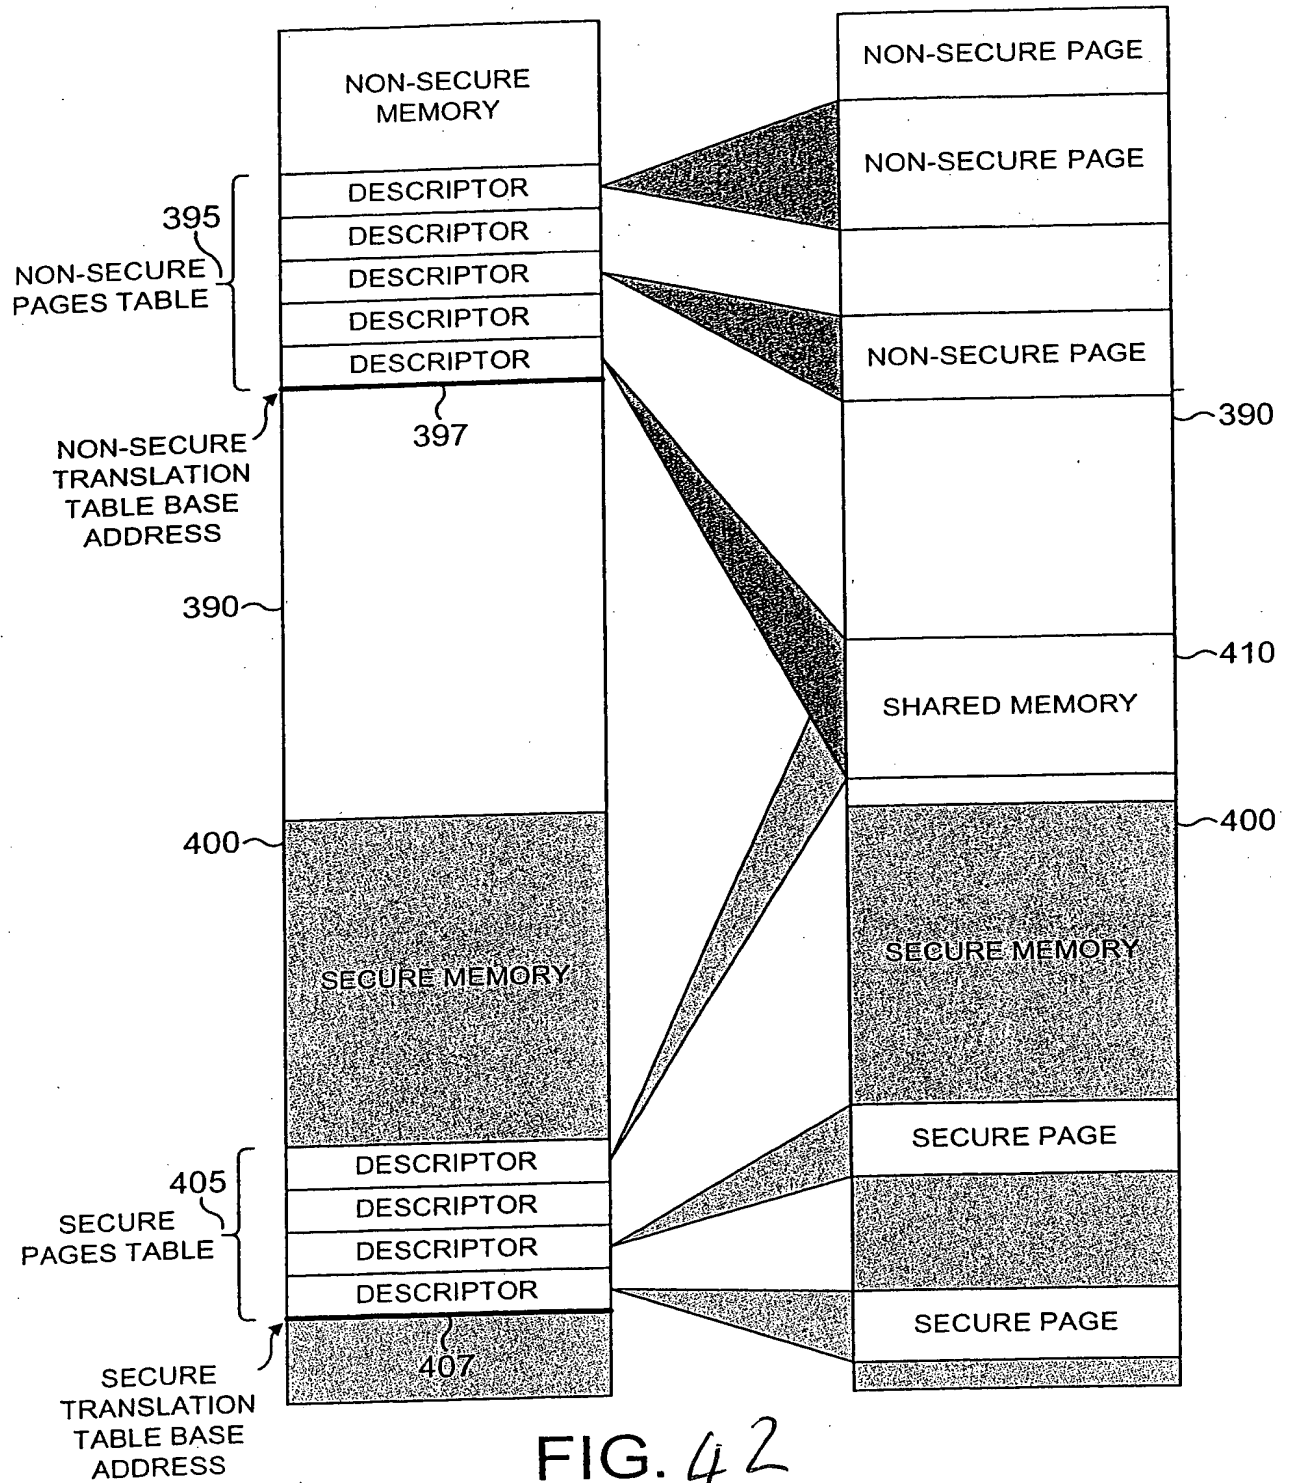 NON-SECURE
MEMORY
DESCRIPTOR
DESCRIPTOR
DESCRIPTOR
DESCRIPTOR
DESCRIPTOR
395
NON-SECURE
PAGES TABLE
397
NON-SECURE
TRANSLATION
TABLE BASE
ADDRESS
390
400
SECURE MEMORY
DESCRIPTOR
DESCRIPTOR
DESCRIPTOR
DESCRIPTOR
405
SECURE
PAGES TABLE
407
SECURE
TRANSLATION
TABLE BASE
ADDRESS
NON-SECURE PAGE
NON-SECURE PAGE
NON-SECURE PAGE
390
410
SHARED MEMORY
400
SECURE MEMORY
SECURE PAGE
SECURE PAGE
FIG. 42